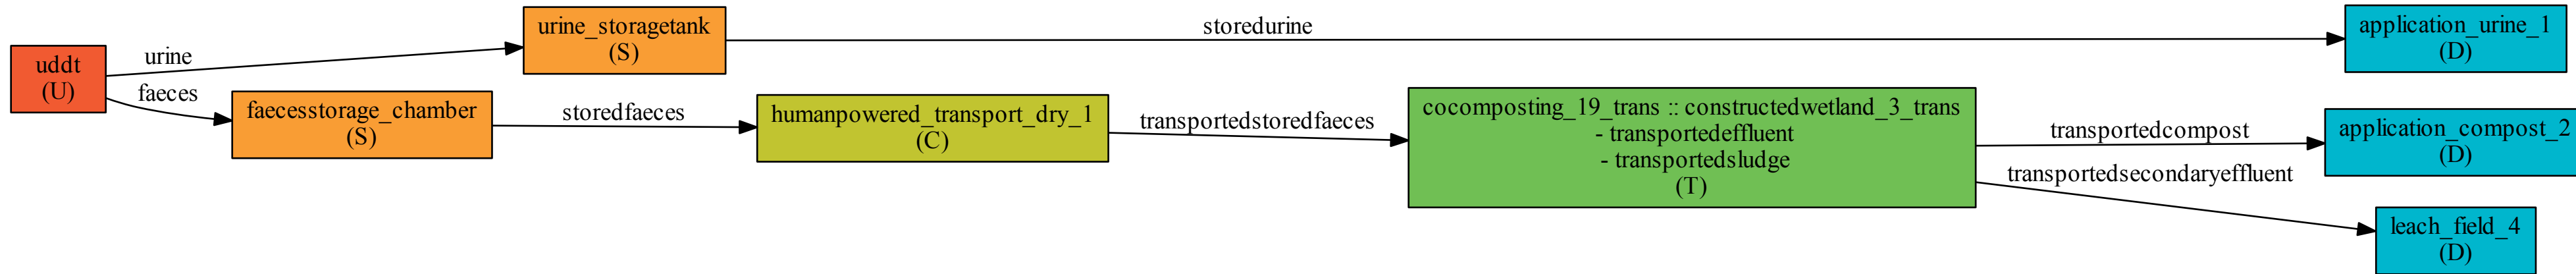 uddt
(U)
urine
faeces
urine_storagetank
(S)
storedurine
application_urine_1
(D)
faecesstorage_chamber
(S)
storedfaeces
humanpowered_transport_dry_1
(C)
transportedstoredfaeces
cocomposting_19_trans :: constructedwetland_3_trans
- transportedeffluent
- transportedsludge
(T)
transportedcompost
application_compost_2
(D)
transportedsecondaryeffluent
leach_field_4
(D)